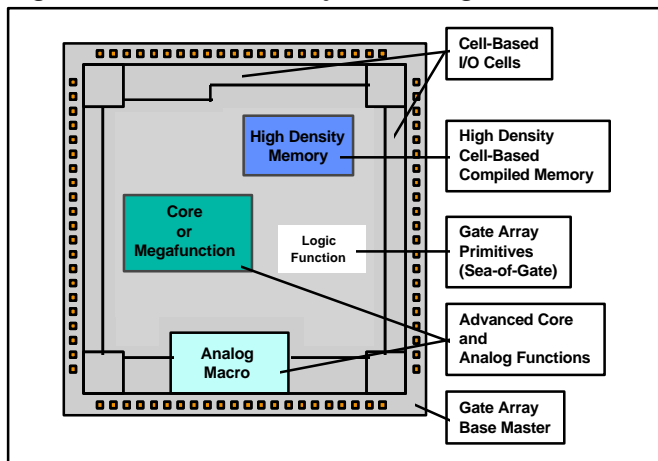 Cell-Based
I/O Cells
High Density
Memory
High Density
Cell-Based
Compiled Memory
Core
or
Megafunction
Logic
Function
Gate Array
Primitives
(Sea-of-Gate)
Analog
Macro
Advanced Core
and
Analog Functions
Gate Array
Base Master